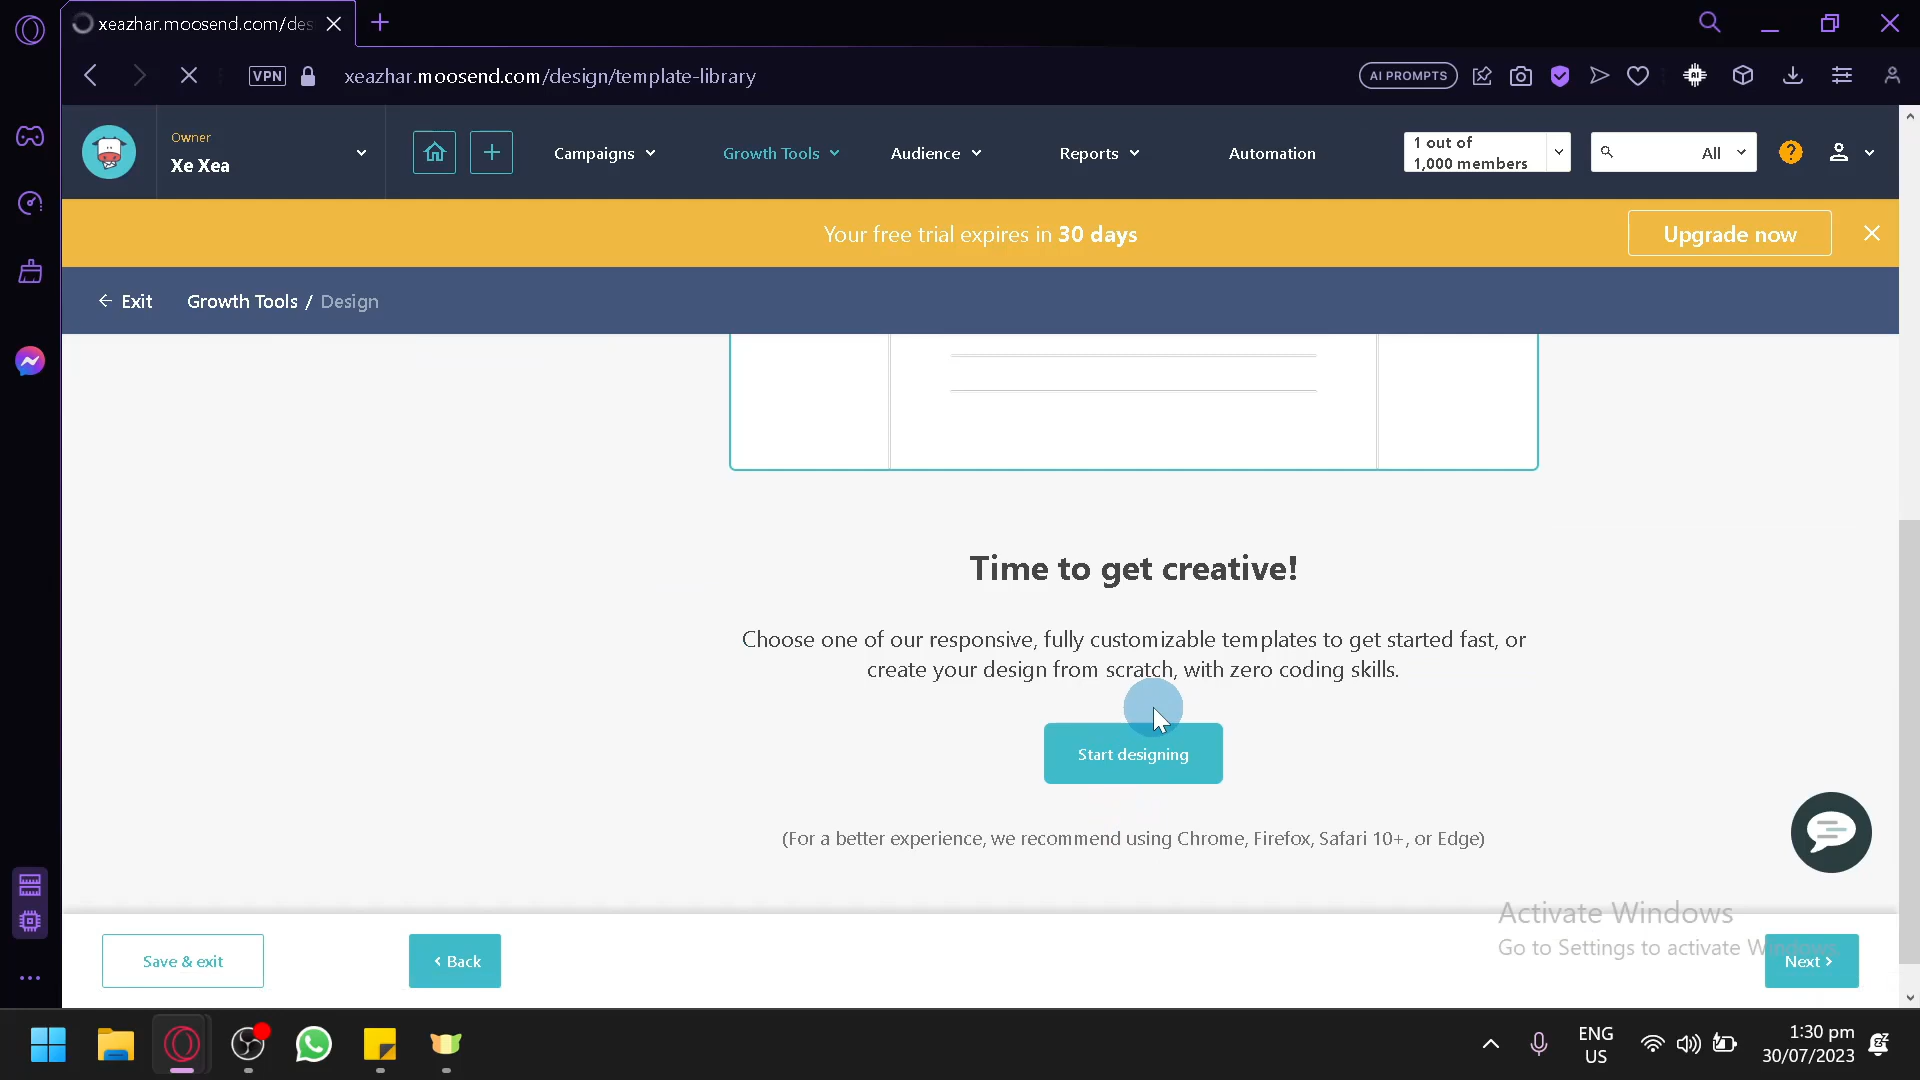 xeazhar.moosend.com/des
VPN
xeazhar.moosend.com/design/template-library
AI PROMPTS
Owner
Xe Xea
Campaigns
Growth Tools
Audience
Reports
Automation
1 out of
1,000 members
All
?
Your free trial expires in 30 days
Upgrade now
Exit
Growth Tools / Design
Time to get creative!
Choose one of our responsive, fully customizable templates to get started fast, or
create your design from scratch, with zero coding skills.
Start designing
(For a better experience, we recommend using Chrome, Firefox, Safari 10+, or Edge)
Activate Windows
Go to Settings to activate Windows.
Save & exit
‹ Back
Next ›
ENG
US
1:30 pm
30/07/2023